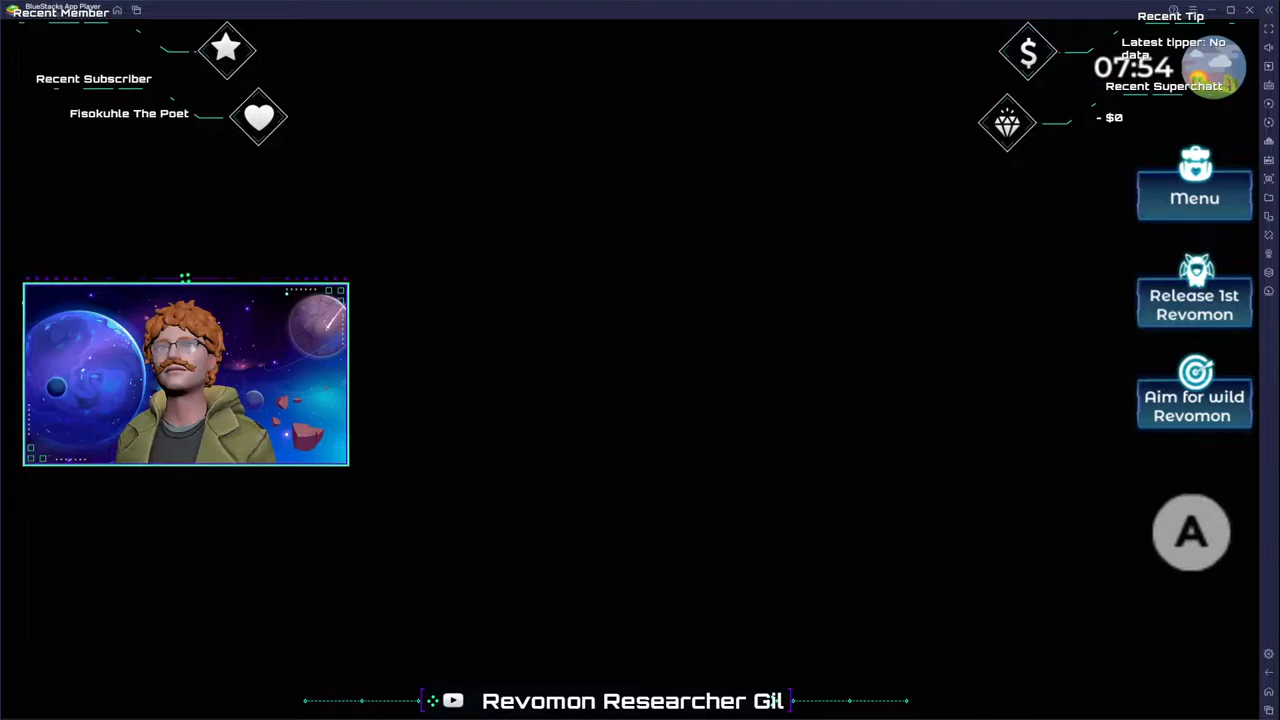 BlueStacks App Player
Recent Member
Recent Subscriber
Fisokuhle The Poet
Recent Tip
Latest tipper: No
data
07:54
Recent Superchatt
- $0
Menu
Release 1st
Revomon
Aim for wild
Revomon
A
Revomon Researcher Gil